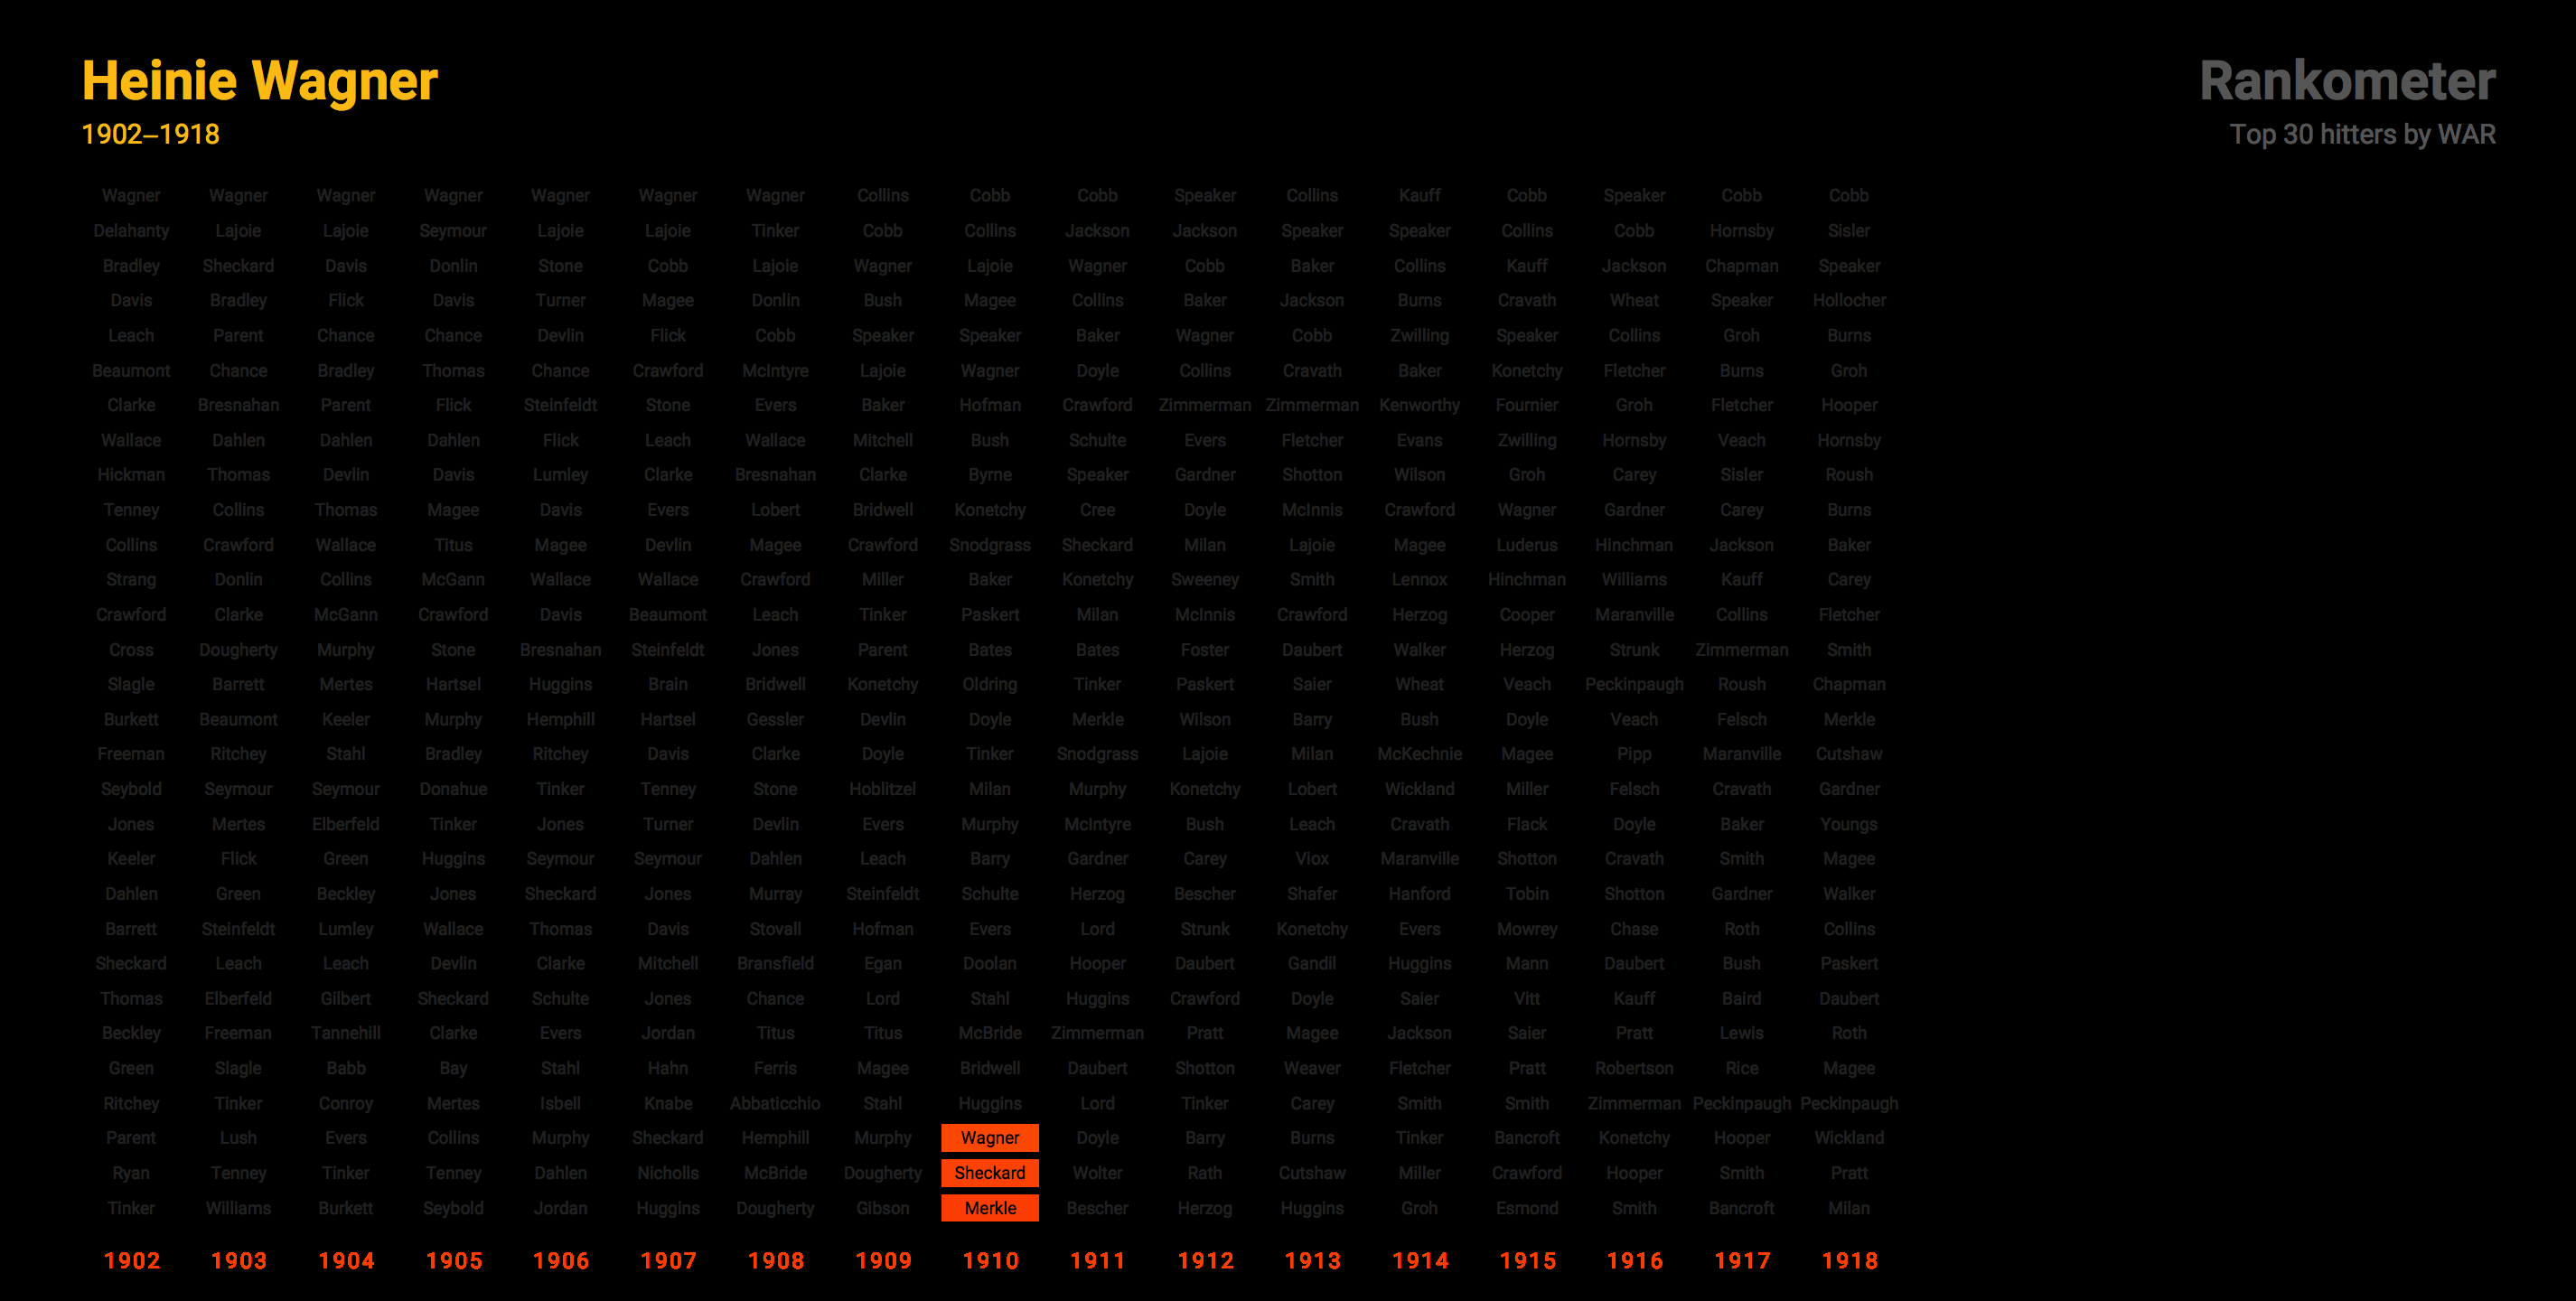 Heinie Wagner
1902–1918
Rankometer
Top 30 hitters by WAR
Wagner Wagner Wagner Wagner Wagner Wagner Wagner Collins Cobb Cobb Speaker Collins Kauff Cobb Speaker Cobb Cobb
Delahanty Lajoie Lajoie Seymour Lajoie Lajoie Tinker Cobb Collins Jackson Jackson Speaker Speaker Collins Cobb Hornsby Sisler
Bradley Sheckard Davis Donlin Stone Cobb Lajoie Wagner Lajoie Wagner Cobb Baker Collins Kauff Jackson Chapman Speaker
Davis Bradley Flick Davis Turner Magee Donlin Bush Magee Collins Baker Jackson Burns Cravath Wheat Speaker Hollocher
Leach Parent Chance Chance Devlin Flick Cobb Speaker Speaker Baker Wagner Cobb Zwilling Speaker Collins Groh Burns
Beaumont Chance Bradley Thomas Chance Crawford McIntyre Lajoie Wagner Doyle Collins Cravath Baker Konetchy Fletcher Burns Groh
Clarke Bresnahan Parent Flick Steinfeldt Stone Evers Baker Hofman Crawford Zimmerman Zimmerman Kenworthy Fournier Groh Fletcher Hooper
Wallace Dahlen Dahlen Dahlen Flick Leach Wallace Mitchell Bush Schulte Evers Fletcher Evans Zwilling Hornsby Veach Hornsby
Hickman Thomas Devlin Davis Lumley Clarke Bresnahan Clarke Byrne Speaker Gardner Shotton Wilson Groh Carey Sisler Roush
Tenney Collins Thomas Magee Davis Evers Lobert Bridwell Konetchy Cree Doyle McInnis Crawford Wagner Gardner Carey Burns
Collins Crawford Wallace Titus Magee Devlin Magee Crawford Snodgrass Sheckard Milan Lajoie Magee Luderus Hinchman Jackson Baker
Strang Donlin Collins McGann Wallace Wallace Crawford Miller Baker Konetchy Sweeney Smith Lennox Hinchman Williams Kauff Carey
Crawford Clarke McGann Crawford Davis Beaumont Leach Tinker Paskert Milan McInnis Crawford Herzog Cooper Maranville Collins Fletcher
Cross Dougherty Murphy Stone Bresnahan Steinfeldt Jones Parent Bates Bates Foster Daubert Walker Herzog Strunk Zimmerman Smith
Slagle Barrett Mertes Hartsel Huggins Brain Bridwell Konetchy Oldring Tinker Paskert Saier Wheat Veach Peckinpaugh Roush Chapman
Burkett Beaumont Keeler Murphy Hemphill Hartsel Gessler Devlin Doyle Merkle Wilson Barry Bush Doyle Veach Felsch Merkle
Freeman Ritchey Stahl Bradley Ritchey Davis Clarke Doyle Tinker Snodgrass Lajoie Milan McKechnie Magee Pipp Maranville Cutshaw
Seybold Seymour Seymour Donahue Tinker Tenney Stone Hoblitzel Milan Murphy Konetchy Lobert Wickland Miller Felsch Cravath Gardner
Jones Mertes Elberfeld Tinker Jones Turner Devlin Evers Murphy McIntyre Bush Leach Cravath Flack Doyle Baker Youngs
Keeler Flick Green Huggins Seymour Seymour Dahlen Leach Barry Gardner Carey Viox Maranville Shotton Cravath Smith Magee
Dahlen Green Beckley Jones Sheckard Jones Murray Steinfeldt Schulte Herzog Bescher Shafer Hanford Tobin Shotton Gardner Walker
Barrett Steinfeldt Lumley Wallace Thomas Davis Stovall Hofman Evers Lord Strunk Konetchy Evers Mowrey Chase Roth Collins
Sheckard Leach Leach Devlin Clarke Mitchell Bransfield Egan Doolan Hooper Daubert Gandil Huggins Mann Daubert Bush Paskert
Thomas Elberfeld Gilbert Sheckard Schulte Jones Chance Lord Stahl Huggins Crawford Doyle Saier Vitt Kauff Baird Daubert
Beckley Freeman Tannehill Clarke Evers Jordan Titus Titus McBride Zimmerman Pratt Magee Jackson Saier Pratt Lewis Roth
Green Slagle Babb Bay Stahl Hahn Ferris Magee Bridwell Daubert Shotton Weaver Fletcher Pratt Robertson Rice Magee
Ritchey Tinker Conroy Mertes Isbell Knabe Abbaticchio Stahl Huggins Lord Tinker Carey Smith Smith Zimmerman Peckinpaugh Peckinpaugh
Parent Lush Evers Collins Murphy Sheckard Hemphill Murphy Wagner Doyle Barry Burns Tinker Bancroft Konetchy Hooper Wickland
Ryan Tenney Tinker Tenney Dahlen Nicholls McBride Dougherty Sheckard Wolter Rath Cutshaw Miller Crawford Hooper Smith Pratt
Tinker Williams Burkett Seybold Jordan Huggins Dougherty Gibson Merkle Bescher Herzog Huggins Groh Esmond Smith Bancroft Milan
1902 1903 1904 1905 1906 1907 1908 1909 1910 1911 1912 1913 1914 1915 1916 1917 1918